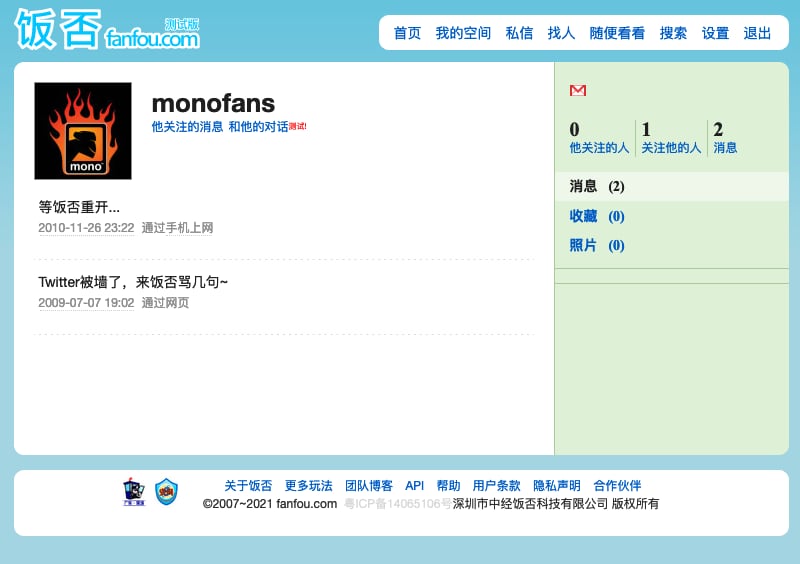 饭否 测试版
fanfou.com
首页 我的空间 私信 找人 随便看看 搜索 设置 退出
mono
monofans
他关注的消息 和他的对话测试!
等饭否重开...
2010-11-26 23:22 通过手机上网
Twitter被墙了，来饭否骂几句~
2009-07-07 19:02 通过网页
0 1 2
他关注的人 关注他的人 消息
消息 (2)
收藏 (0)
照片 (0)
关于饭否 更多玩法 团队博客 API 帮助 用户条款 隐私声明 合作伙伴
©2007~2021 fanfou.com 粤ICP备14065106号深圳市中经饭否科技有限公司 版权所有